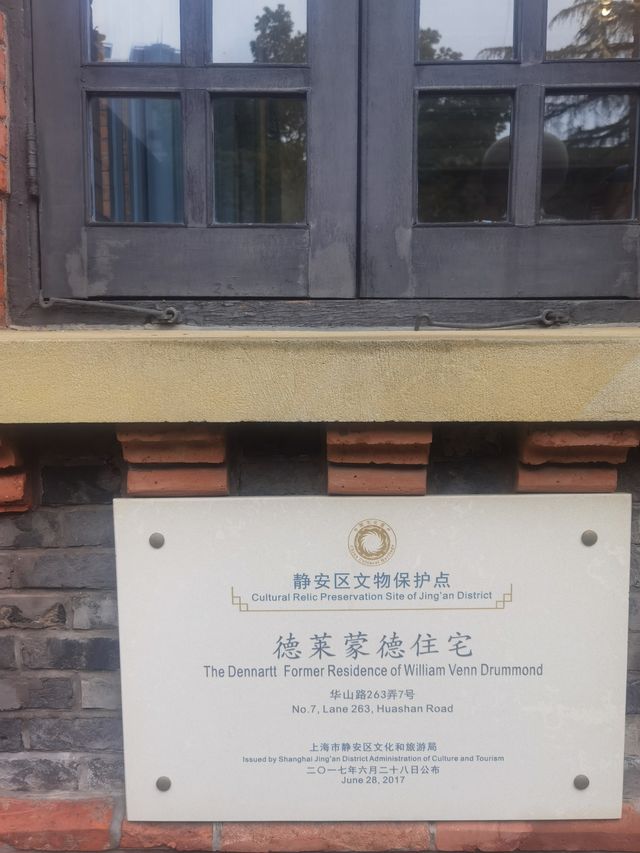 静安区文物保护点
Cultural Relic Preservation Site of Jing'an District
德莱蒙德住宅
The Dennartt Former Residence of William Venn Drummond
华山路263弄7号
No.7, Lane 263, Huashan Road
上海市静安区文化和旅游局
Issued by Shanghai Jing'an District Administration of Culture and Tourism
二〇一七年六月二十八日公布
June 28, 2017